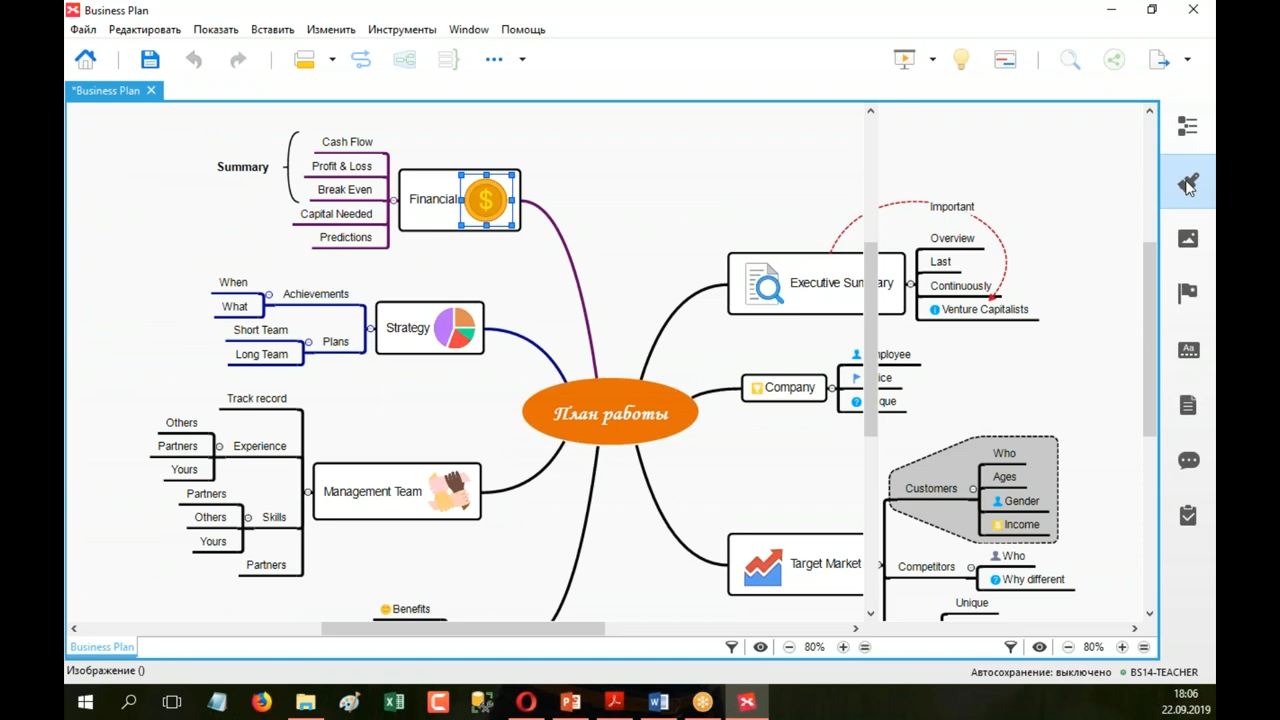 Business Plan
Файл Редактировать Показать Вставить Изменить Инструменты Window Помощь
*Business Plan
Summary
Cash Flow
Profit & Loss
Break Even
Capital Needed
Predictions
Financial
$
When
What
Achievements
Short Team
Long Team
Plans
Strategy
Track record
Others
Partners
Yours
Experience
Partners
Others
Yours
Skills
Partners
Management Team
Benefits
План работы
Important
Executive Summary
Overview
Last
Continuously
Venture Capitalists
Company
Customers
Who
Ages
Gender
Income
Target Market
Competitors
Who
Why different
Unique
Aa
Business Plan
80%
80%
Изображение ()
Автосохранение: выключено BS14-TEACHER
18:06
22.09.2019